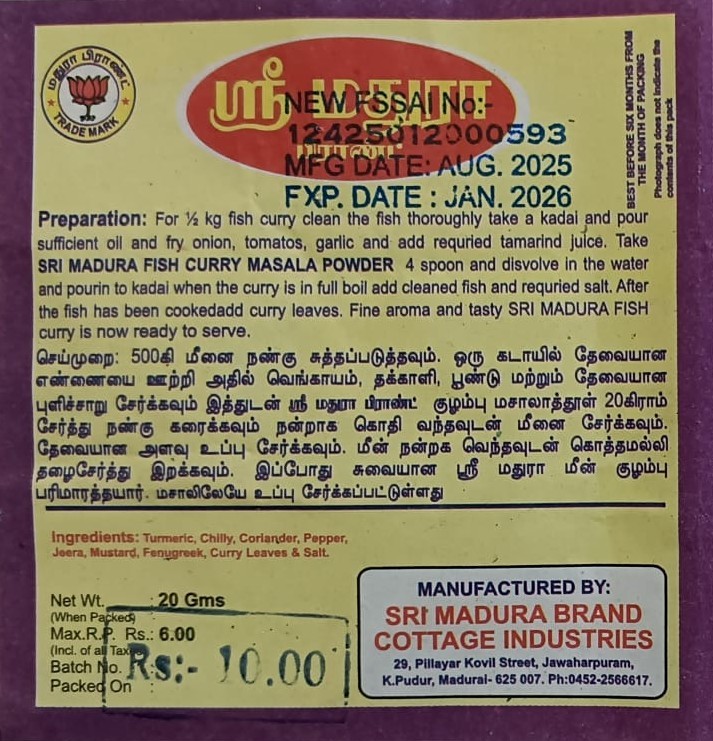 மதுரா பிராண்ட்
TRADE MARK
ஸ்ரீ மதுரா
பிராண்ட்
NEW FSSAI No:-
12425012000593
MFG DATE: AUG. 2025
EXP. DATE : JAN. 2026
BEST BEFORE SIX MONTHS FROM
THE MONTH OF PACKING
Photograph does not indicate the
contents of this pack
Preparation: For ½ kg fish curry clean the fish thoroughly take a kadai and pour
sufficient oil and fry onion, tomatos, garlic and add requried tamarind juice. Take
SRI MADURA FISH CURRY MASALA POWDER 4 spoon and disvolve in the water
and pourin to kadai when the curry is in full boil add cleaned fish and requried salt. After
the fish has been cookedadd curry leaves. Fine aroma and tasty SRI MADURA FISH
curry is now ready to serve.
செய்முறை: 500கி மீனை நண்கு சுத்தப்படுத்தவும். ஒரு கடாயில் தேவையான
எண்ணையை ஊற்றி அதில் வெங்காயம், தக்காளி, பூண்டு மற்றும் தேவையான
புளிச்சாறு சேர்க்கவும் இத்துடன் ஸ்ரீ மதுரா பிராண்ட் குழம்பு மசாலாத்தூள் 20கிராம்
சேர்த்து நண்கு கரைக்கவும் நன்றாக கொதி வந்தவுடன் மீனை சேர்க்கவும்.
தேவையான அளவு உப்பு சேர்க்கவும். மீன் நன்றக வெந்தவுடன் கொத்தமல்லி
தழைசேர்த்து இறக்கவும். இப்போது சுவையான ஸ்ரீ மதுரா மீன் குழம்பு
பரிமாரத்தயார். மசாலிலேயே உப்பு சேர்க்கப்பட்டுள்ளது
Ingredients: Turmeric, Chilly, Coriander, Pepper,
Jeera, Mustard, Fenugreek, Curry Leaves & Salt.
Net Wt. : 20 Gms
(When Packed)
Max.R.P. Rs.: 6.00
(Incl. of all Taxes)
Batch No.
Packed On :
Rs:- 10.00
MANUFACTURED BY:
SRI MADURA BRAND
COTTAGE INDUSTRIES
29, Pillayar Kovil Street, Jawaharpuram,
K.Pudur, Madurai- 625 007. Ph:0452-2566617.